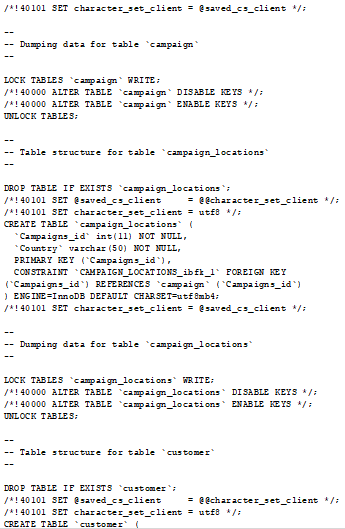 /*!40101 SET character_set_client = @saved_cs_client */;
--
-- Dumping data for table `campaign`
--
LOCK TABLES `campaign` WRITE;
/*!40000 ALTER TABLE `campaign` DISABLE KEYS */;
/*!40000 ALTER TABLE `campaign` ENABLE KEYS */;
UNLOCK TABLES;
--
-- Table structure for table `campaign_locations`
--
DROP TABLE IF EXISTS `campaign_locations`;
/*!40101 SET @saved_cs_client     = @@character_set_client */;
/*!40101 SET character_set_client = utf8 */;
CREATE TABLE `campaign_locations` (
  `Campaigns_id` int(11) NOT NULL,
  `Country` varchar(50) NOT NULL,
  PRIMARY KEY (`Campaigns_id`),
  CONSTRAINT `CAMPAIGN_LOCATIONS_ibfk_1` FOREIGN KEY
(`Campaigns_id`) REFERENCES `campaign` (`Campaigns_id`)
) ENGINE=InnoDB DEFAULT CHARSET=utf8mb4;
/*!40101 SET character_set_client = @saved_cs_client */;
--
-- Dumping data for table `campaign_locations`
--
LOCK TABLES `campaign_locations` WRITE;
/*!40000 ALTER TABLE `campaign_locations` DISABLE KEYS */;
/*!40000 ALTER TABLE `campaign_locations` ENABLE KEYS */;
UNLOCK TABLES;
--
-- Table structure for table `customer`
--
DROP TABLE IF EXISTS `customer`;
/*!40101 SET @saved_cs_client     = @@character_set_client */;
/*!40101 SET character_set_client = utf8 */;
CREATE TABLE `customer` (